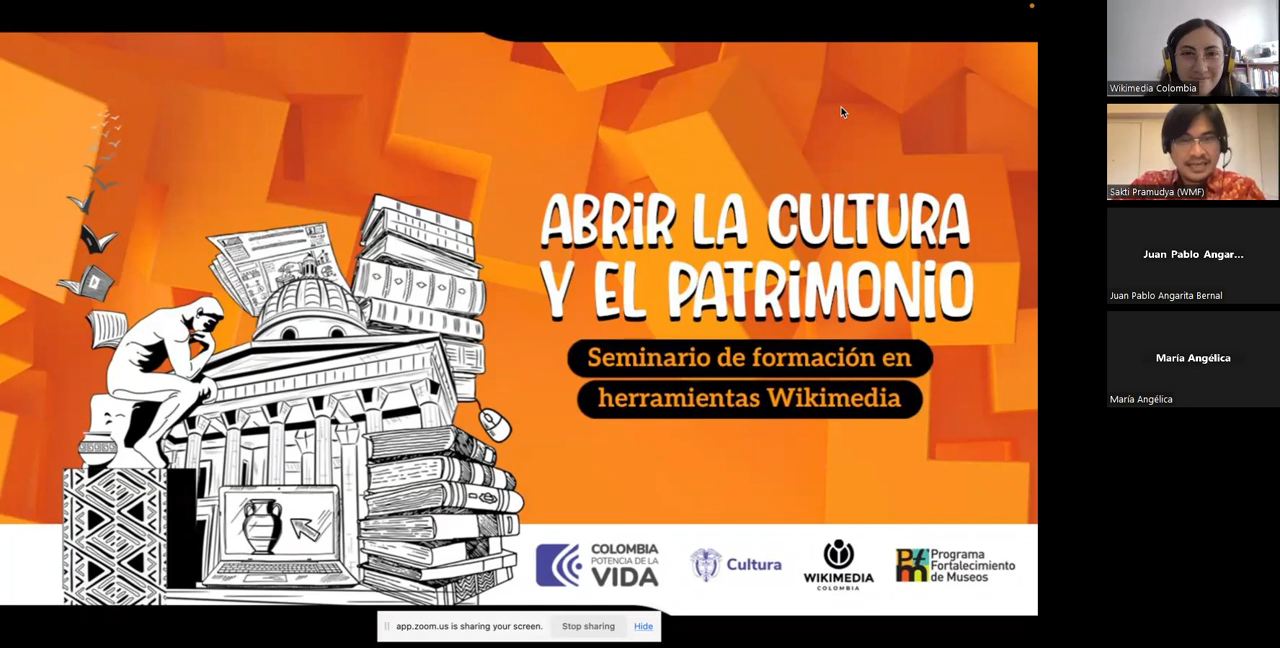 ABRIR LA CULTURA
Y EL PATRIMONIO
Seminario de formación en
herramientas Wikimedia
COLOMBIA
POTENCIA DE LA
VIDA
Cultura
WIKIMEDIA
COLOMBIA
Programa
Fortalecimiento
de Museos
app.zoom.us is sharing your screen.
Stop sharing
Hide
Wikimedia Colombia
Sakti Pramudya (WMF)
Juan Pablo Angar...
Juan Pablo Angarita Bernal
María Angélica
María Angélica